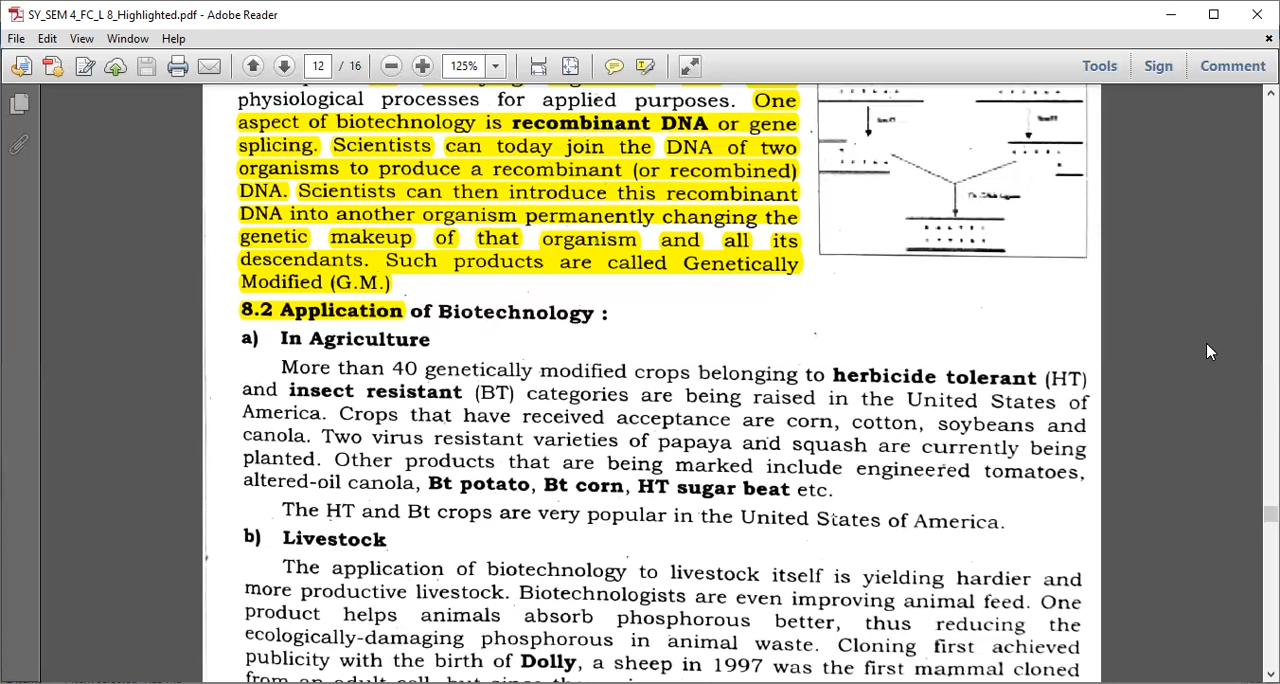 SY_SEM 4_FC_L 8_Highlighted.pdf - Adobe Reader
File Edit View Window Help
12 / 16 125% Tools Sign Comment
physiological processes for applied purposes. One
aspect of biotechnology is recombinant DNA or gene
splicing. Scientists can today join the DNA of two
organisms to produce a recombinant (or recombined)
DNA. Scientists can then introduce this recombinant
DNA into another organism permanently changing the
genetic makeup of that organism and all its
descendants. Such products are called Genetically
Modified (G.M.)
8.2 Application of Biotechnology :
a) In Agriculture
More than 40 genetically modified crops belonging to herbicide tolerant (HT)
and insect resistant (BT) categories are being raised in the United States of
America. Crops that have received acceptance are corn, cotton, soybeans and
canola. Two virus resistant varieties of papaya and squash are currently being
planted. Other products that are being marked include engineered tomatoes,
altered-oil canola, Bt potato, Bt corn, HT sugar beat etc.
The HT and Bt crops are very popular in the United States of America.
b) Livestock
The application of biotechnology to livestock itself is yielding hardier and
more productive livestock. Biotechnologists are even improving animal feed. One
product helps animals absorb phosphorous better, thus reducing the
ecologically-damaging phosphorous in animal waste. Cloning first achieved
publicity with the birth of Dolly, a sheep in 1997 was the first mammal cloned